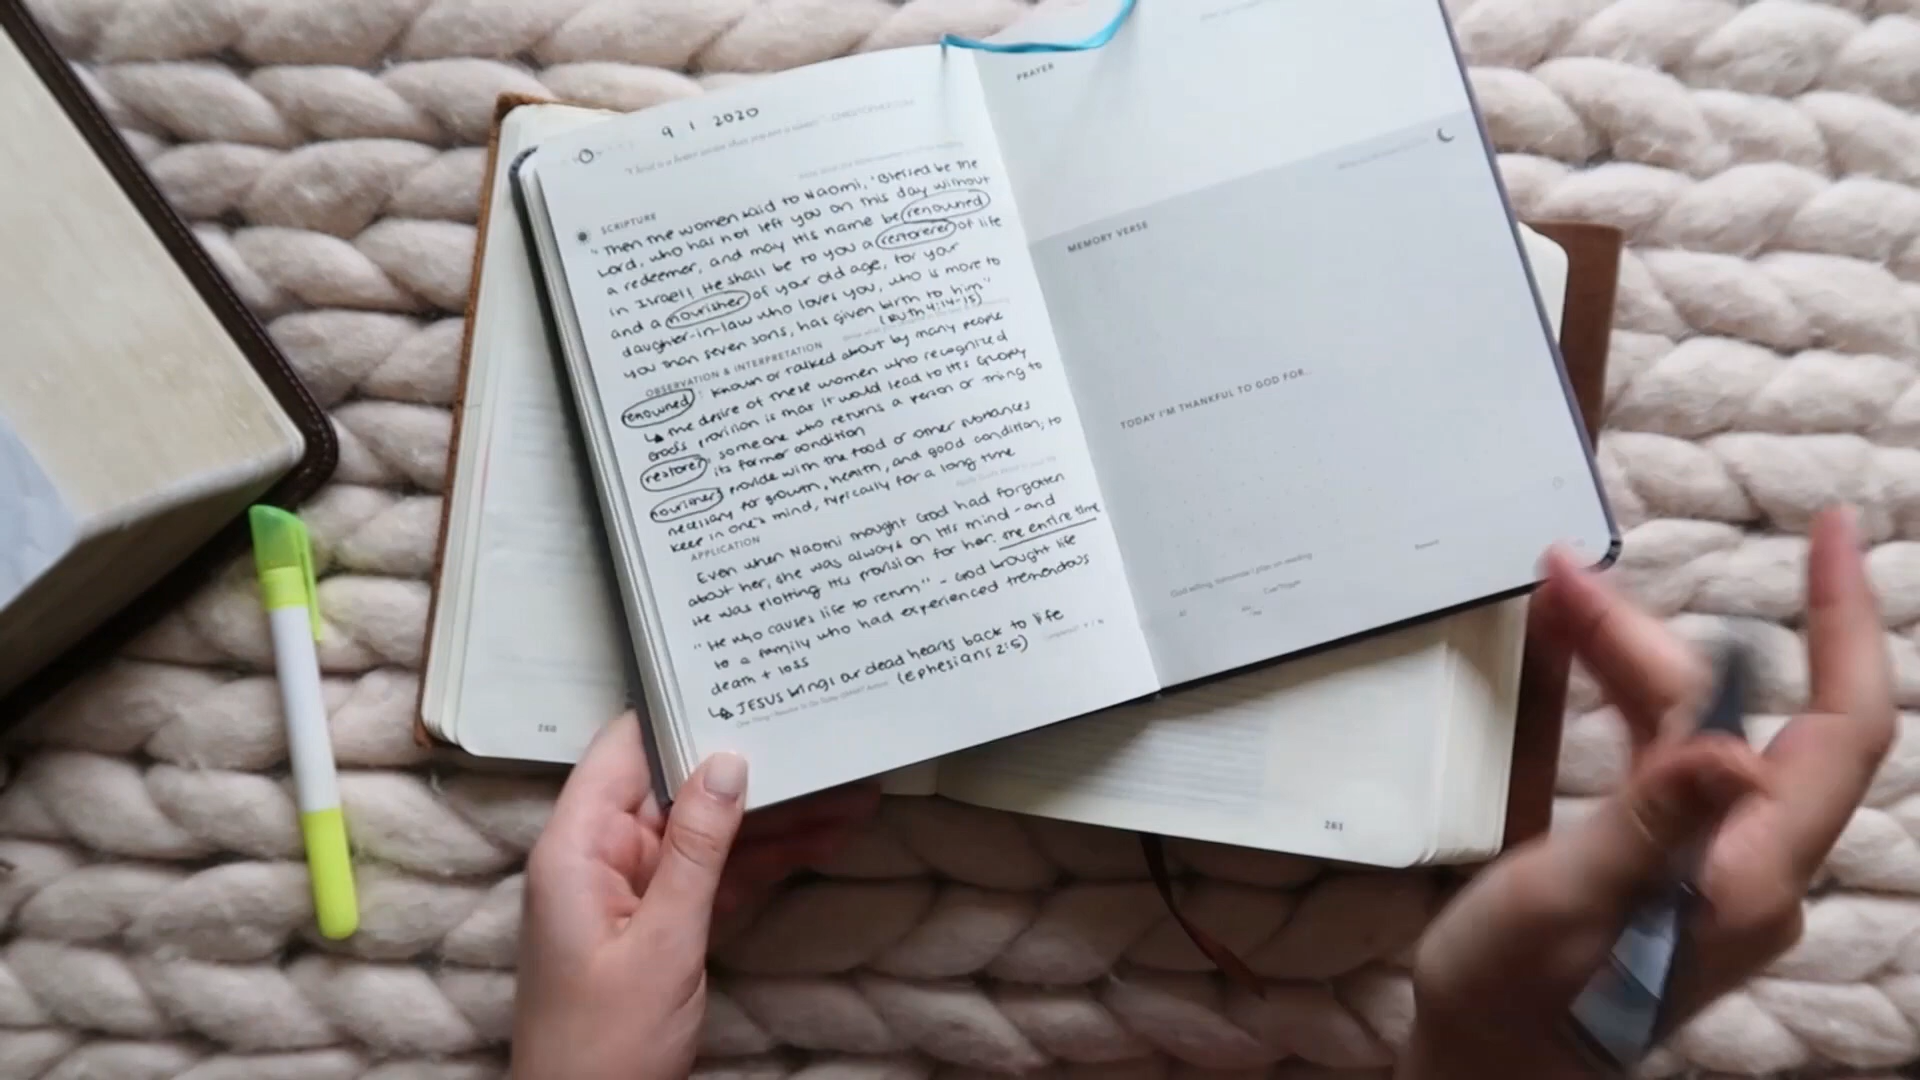 9 1 2020
SCRIPTURE
"Then the women said to Naomi, "Blessed be the
Lord, who has not left you on this day without
a redeemer, and may His name be renowned
in Israel! He shall be to you a restorerer of life
and a nourisher of your old age, for your
daughter-in-law who loves you, who is more to
you than seven sons, has given birth to him"
(Ruth 4:14-15)
OBSERVATION & INTERPRETATION
renowned: known or talked about by many people
↳ the desire of these women who recognized
God's provision is that it would lead to His Glory
restorer: someone who returns a person or thing to
its former condition
nourisher: provide with the food or other substances
necessary for growth, health, and good condition; to
keep in one's mind, typically for a long time
APPLICATION
Even when Naomi thought God had forgotten
about her, she was always on His mind - and
He was plotting His provision for her. the entire time
"He who causes life to return" - God brought life
to a family who had experienced tremendous
death + loss
↳ JESUS brings our dead hearts back to life
(Ephesians 2:5)
PRAYER
MEMORY VERSE
TODAY I'M THANKFUL TO GOD FOR...
God willing, tomorrow I plan on reading
260
261